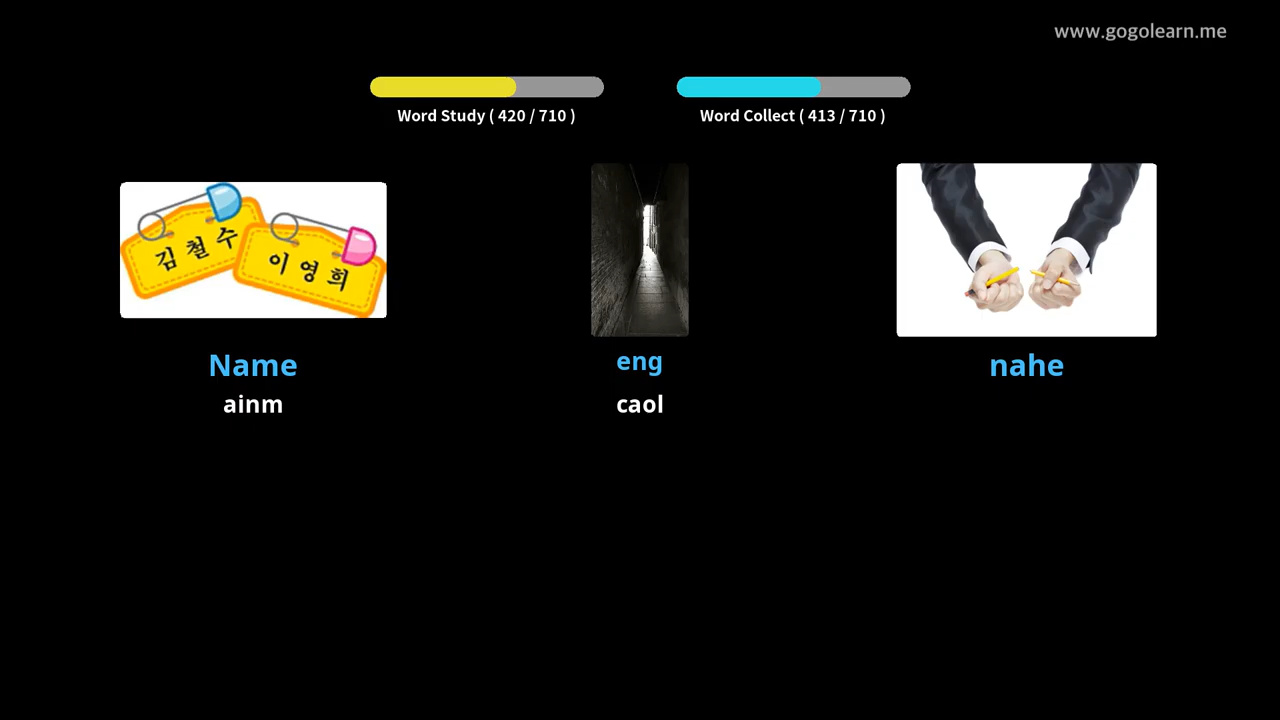 www.gogolearn.me
Word Study ( 420 / 710 )
Word Collect ( 413 / 710 )
김철수
이영희
Name
ainm
eng
caol
nahe